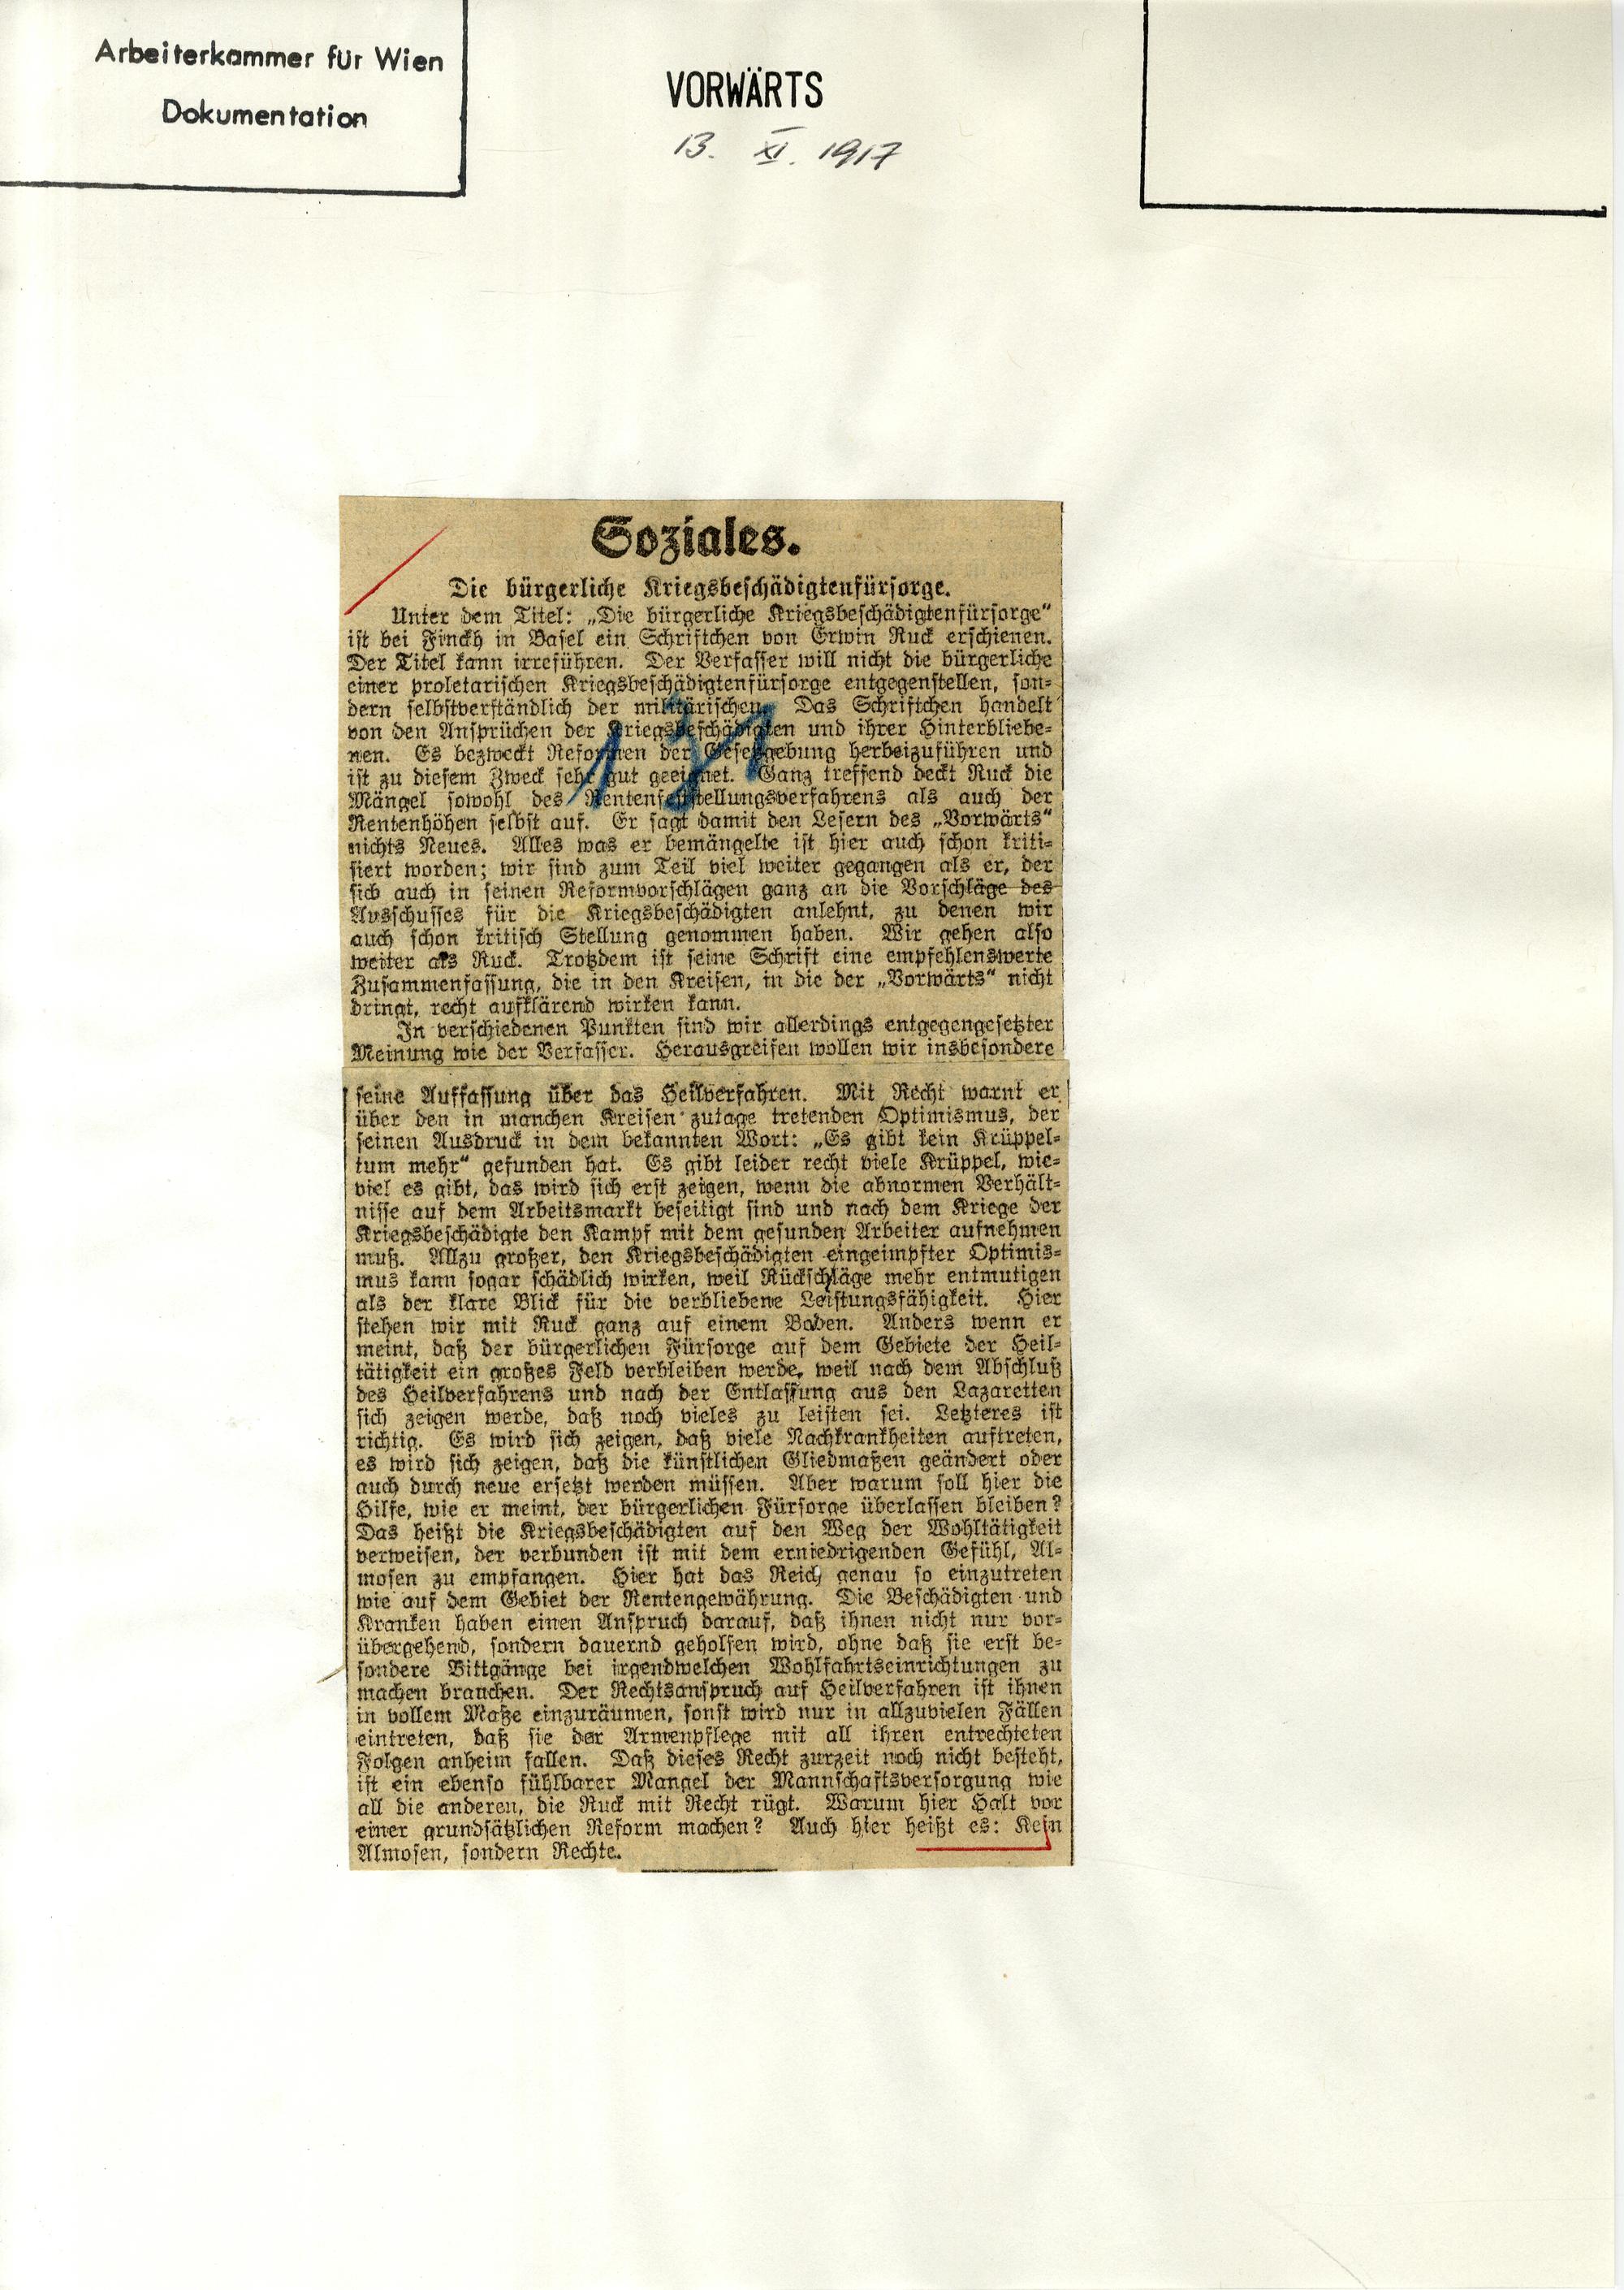 Arbeiterkammer für Wien
Dokumentation
VORWÄRTS
13. XI. 1917
Soziales.
Die bürgerliche Kriegsbeschädigtenfürsorge.
Unter dem Titel: „Die bürgerliche Kriegsbeschädigtenfürsorge“
ist bei Finckh in Basel ein Schriftchen von Erwin Ruck erschienen.
Der Titel kann irreführen. Der Verfasser will nicht die bürgerliche
einer proletarischen Kriegsbeschädigtenfürsorge entgegenstellen, son-
dern selbstverständlich der militärischen. Das Schriftchen handelt
von den Ansprüchen der Kriegsbeschädigten und ihrer Hinterbliebe-
nen. Es bezweckt Reformen der Gesetzgebung herbeizuführen und
ist zu diesem Zweck sehr gut geeignet. Ganz treffend deckt Ruck die
Mängel sowohl des Rentenfeststellungsverfahrens als auch der
Rentenhöhen selbst auf. Er sagt damit den Lesern des „Vorwärts“
nichts Neues. Alles was er bemängelte ist hier auch schon kriti-
siert worden; wir sind zum Teil viel weiter gegangen als er, der
sich auch in seinen Reformvorschlägen ganz an die Vorschläge des
Ausschusses für die Kriegsbeschädigten anlehnt, zu denen wir
auch schon kritisch Stellung genommen haben. Wir gehen also
weiter als Ruck. Trotzdem ist seine Schrift eine empfehlenswerte
Zusammenfassung, die in den Kreisen, in die der „Vorwärts“ nicht
dringt, recht aufklärend wirken kann.
In verschiedenen Punkten sind wir allerdings entgegengesetzter
Meinung wie der Verfasser. Herausgreifen wollen wir insbesondere
seine Auffassung über das Heilverfahren. Mit Recht warnt er
über den in manchen Kreisen zutage tretenden Optimismus, der
seinen Ausdruck in dem bekannten Wort: „Es gibt kein Krüppel-
tum mehr“ gefunden hat. Es gibt leider recht viele Krüppel, wie-
viel es gibt, das wird sich erst zeigen, wenn die abnormen Verhält-
nisse auf dem Arbeitsmarkt beseitigt sind und nach dem Kriege der
Kriegsbeschädigte den Kampf mit dem gesunden Arbeiter aufnehmen
muß. Allzu großer, den Kriegsbeschädigten eingeimpfter Optimis-
mus kann sogar schädlich wirken, weil Rückschläge mehr entmutigen
als der klare Blick für die verbliebene Leistungsfähigkeit. Hier
stehen wir mit Ruck ganz auf einem Boden. Anders wenn er
meint, daß der bürgerlichen Fürsorge auf dem Gebiete der Heil-
tätigkeit ein großes Feld verbleiben werde, weil nach dem Abschluß
des Heilverfahrens und nach der Entlassung aus den Lazaretten
sich zeigen werde, daß noch vieles zu leisten sei. Letzteres ist
richtig. Es wird sich zeigen, daß viele Nachkrankheiten auftreten,
es wird sich zeigen, daß die künstlichen Gliedmaßen geändert oder
auch durch neue ersetzt werden müssen. Aber warum soll hier die
Hilfe, wie er meint, der bürgerlichen Fürsorge überlassen bleiben?
Das heißt die Kriegsbeschädigten auf den Weg der Wohltätigkeit
verweisen, der verbunden ist mit dem erniedrigenden Gefühl, Al-
mosen zu empfangen. Hier hat das Reich genau so einzutreten
wie auf dem Gebiet der Rentengewährung. Die Beschädigten und
Kranken haben einen Anspruch darauf, daß ihnen nicht nur vor-
übergehend, sondern dauernd geholfen wird, ohne daß sie erst be-
sondere Bittgänge bei irgendwelchen Wohlfahrtseinrichtungen zu
machen brauchen. Der Rechtsanspruch auf Heilverfahren ist ihnen
in vollem Maße einzuräumen, sonst wird nur in allzuvielen Fällen
eintreten, daß sie der Armenpflege mit all ihren entrechteten
Folgen anheim fallen. Daß dieses Recht zurzeit noch nicht besteht,
ist ein ebenso fühlbarer Mangel der Mannschaftsversorgung wie
all die anderen, die Ruck mit Recht rügt. Warum hier Halt vor
einer grundsätzlichen Reform machen? Auch hier heißt es: Kein
Almosen, sondern Rechte.